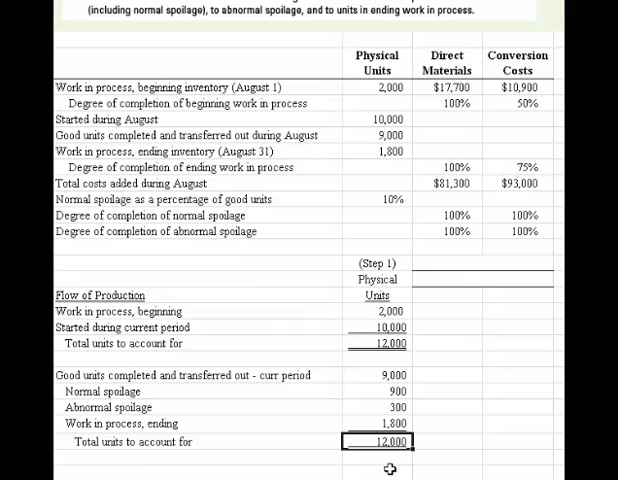 (including normal spoilage), to abnormal spoilage, and to units in ending work in process.
Physical Direct Conversion
Units Materials Costs
Work in process, beginning inventory (August 1) 2,000 $17,700 $10,900
Degree of completion of beginning work in process 100% 50%
Started during August 10,000
Good units completed and transferred out during August 9,000
Work in process, ending inventory (August 31) 1,800
Degree of completion of ending work in process 100% 75%
Total costs added during August $81,300 $93,000
Normal spoilage as a percentage of good units 10%
Degree of completion of normal spoilage 100% 100%
Degree of completion of abnormal spoilage 100% 100%
(Step 1)
Physical
Flow of Production Units
Work in process, beginning 2,000
Started during current period 10,000
Total units to account for 12,000
Good units completed and transferred out - curr period 9,000
Normal spoilage 900
Abnormal spoilage 300
Work in process, ending 1,800
Total units to account for 12,000